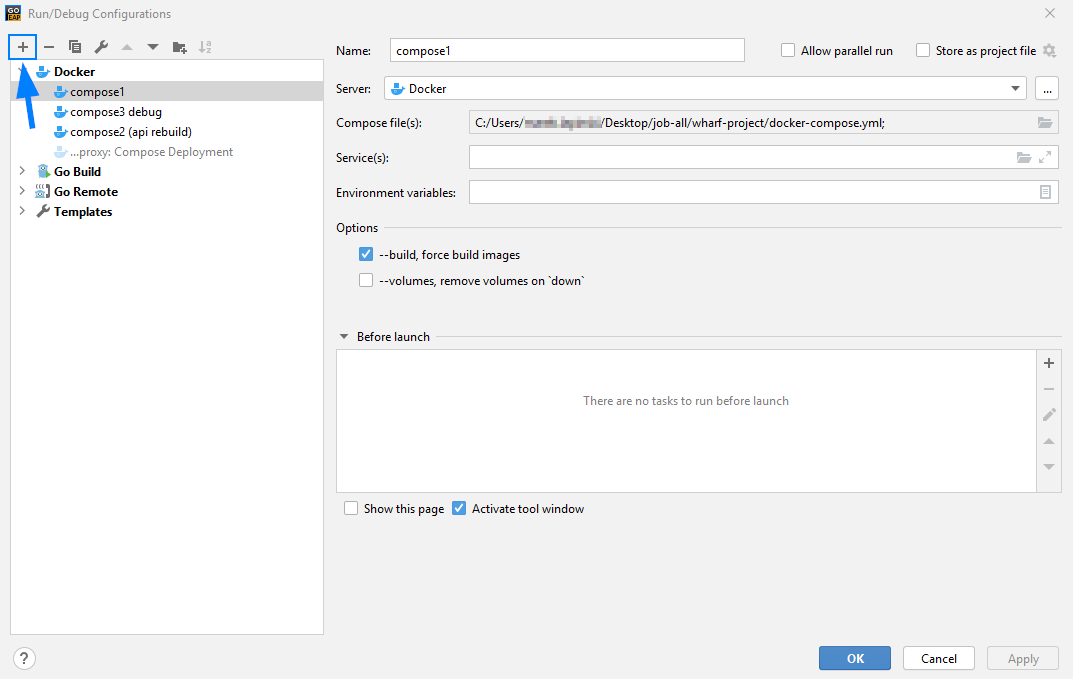 GO
EAP
Run/Debug Configurations
Docker
compose1
compose3 debug
compose2 (api rebuild)
...proxy: Compose Deployment
Go Build
Go Remote
Templates
Name: compose1
Allow parallel run
Store as project file
Server: Docker
...
Compose file(s): C:/Users/ /Desktop/job-all/wharf-project/docker-compose.yml;
Service(s):
Environment variables:
Options
--build, force build images
--volumes, remove volumes on `down`
Before launch
There are no tasks to run before launch
Show this page
Activate tool window
?
OK
Cancel
Apply